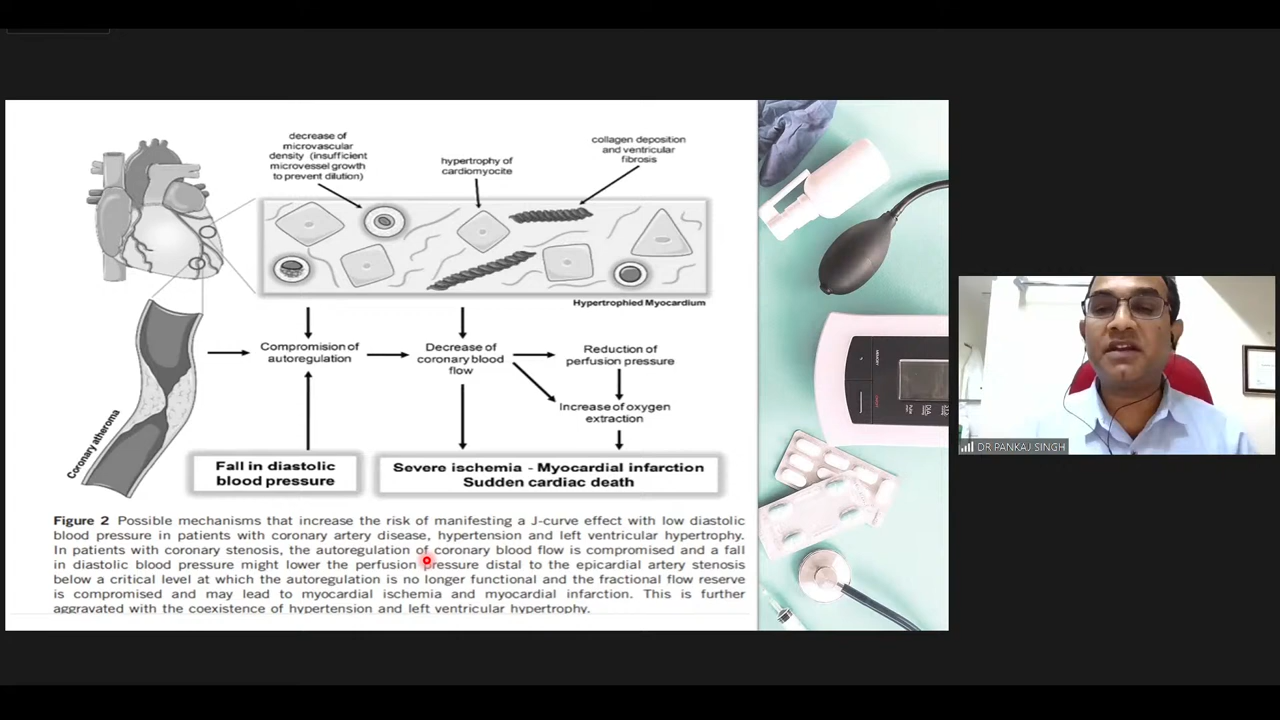 decrease of
microvascular
density (insufficient
microvessel growth
to prevent dilution)
hypertrophy of
cardiomyocite
collagen deposition
and ventricular
fibrosis
Hypertrophied Myocardium
Coronary atheroma
Compromision of
autoregulation
Decrease of
coronary blood
flow
Reduction of
perfusion pressure
Increase of oxygen
extraction
Fall in diastolic
blood pressure
Severe ischemia - Myocardial infarction
Sudden cardiac death
Figure 2 Possible mechanisms that increase the risk of manifesting a J-curve effect with low diastolic
blood pressure in patients with coronary artery disease, hypertension and left ventricular hypertrophy.
In patients with coronary stenosis, the autoregulation of coronary blood flow is compromised and a fall
in diastolic blood pressure might lower the perfusion pressure distal to the epicardial artery stenosis
below a critical level at which the autoregulation is no longer functional and the fractional flow reserve
is compromised and may lead to myocardial ischemia and myocardial infarction. This is further
aggravated with the coexistence of hypertension and left ventricular hypertrophy.
MEMORY
DR PANKAJ SINGH